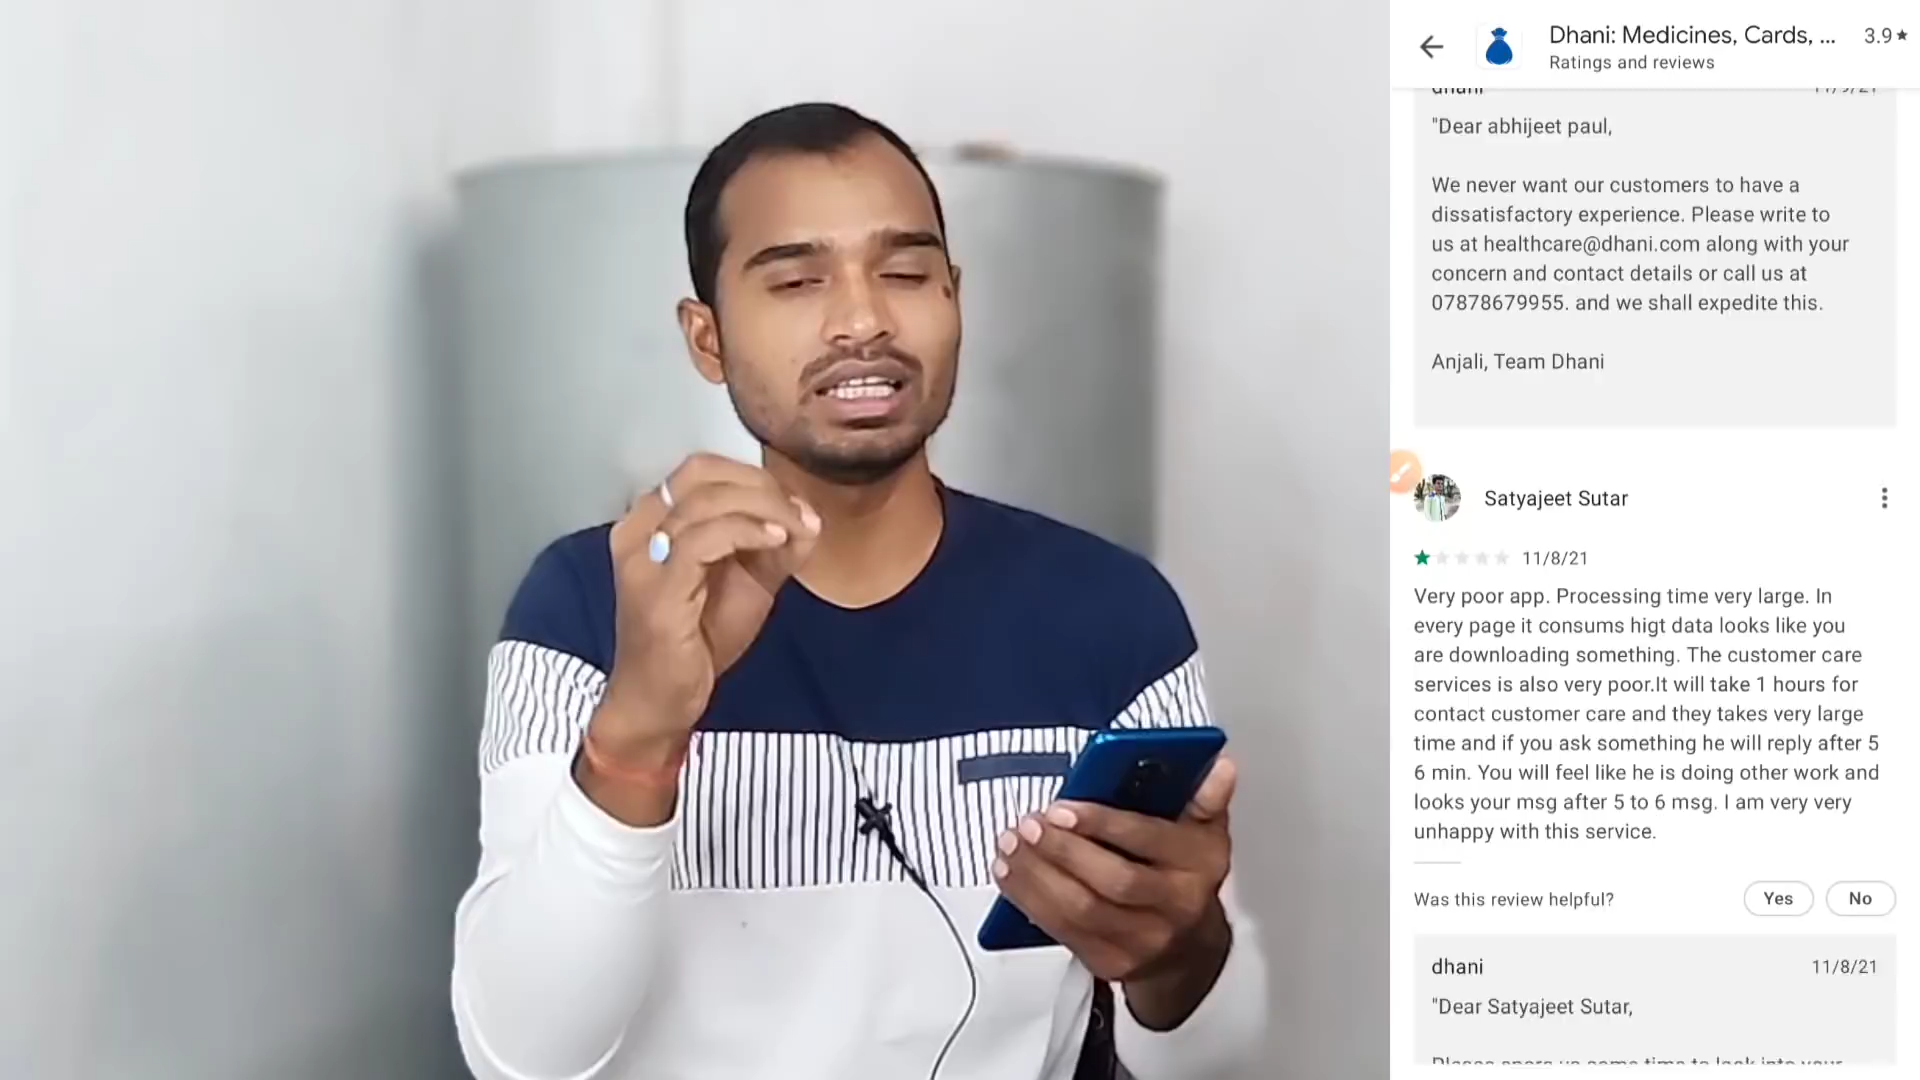 Dhani: Medicines, Cards, ...
3.9★
Ratings and reviews
dhani
"Dear abhijeet paul,
We never want our customers to have a
dissatisfactory experience. Please write to
us at healthcare@dhani.com along with your
concern and contact details or call us at
07878679955. and we shall expedite this.
Anjali, Team Dhani
Satyajeet Sutar
11/8/21
Very poor app. Processing time very large. In
every page it consums higt data looks like you
are downloading something. The customer care
services is also very poor.It will take 1 hours for
contact customer care and they takes very large
time and if you ask something he will reply after 5
6 min. You will feel like he is doing other work and
looks your msg after 5 to 6 msg. I am very very
unhappy with this service.
Was this review helpful?
Yes
No
dhani
11/8/21
"Dear Satyajeet Sutar,